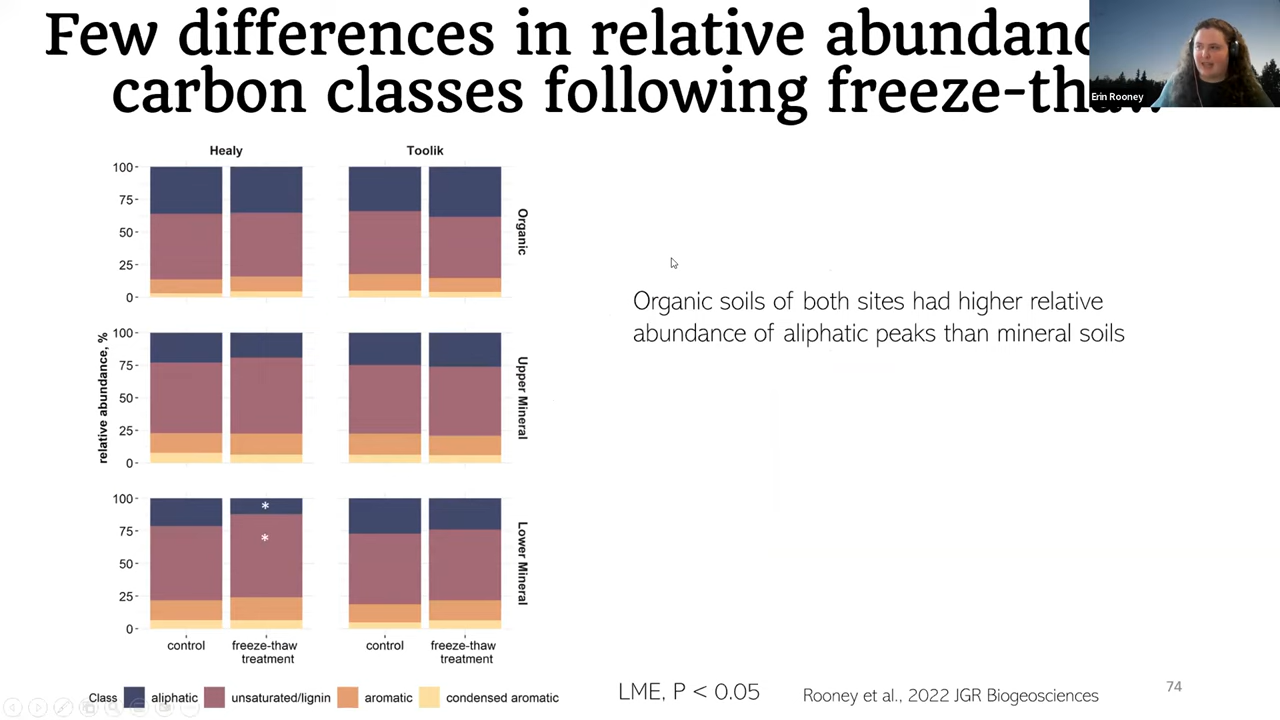 Few differences in relative abundanc
carbon classes following freeze-thaw
Erin Rooney
Healy
Toolik
100
75
50
25
0
Organic
Organic soils of both sites had higher relative
abundance of aliphatic peaks than mineral soils
relative abundance, %
100
75
50
25
0
Upper Mineral
100
75
50
25
0
*
*
Lower Mineral
control
freeze-thaw
treatment
control
freeze-thaw
treatment
Class aliphatic unsaturated/lignin aromatic condensed aromatic
LME, P < 0.05
Rooney et al., 2022 JGR Biogeosciences
74